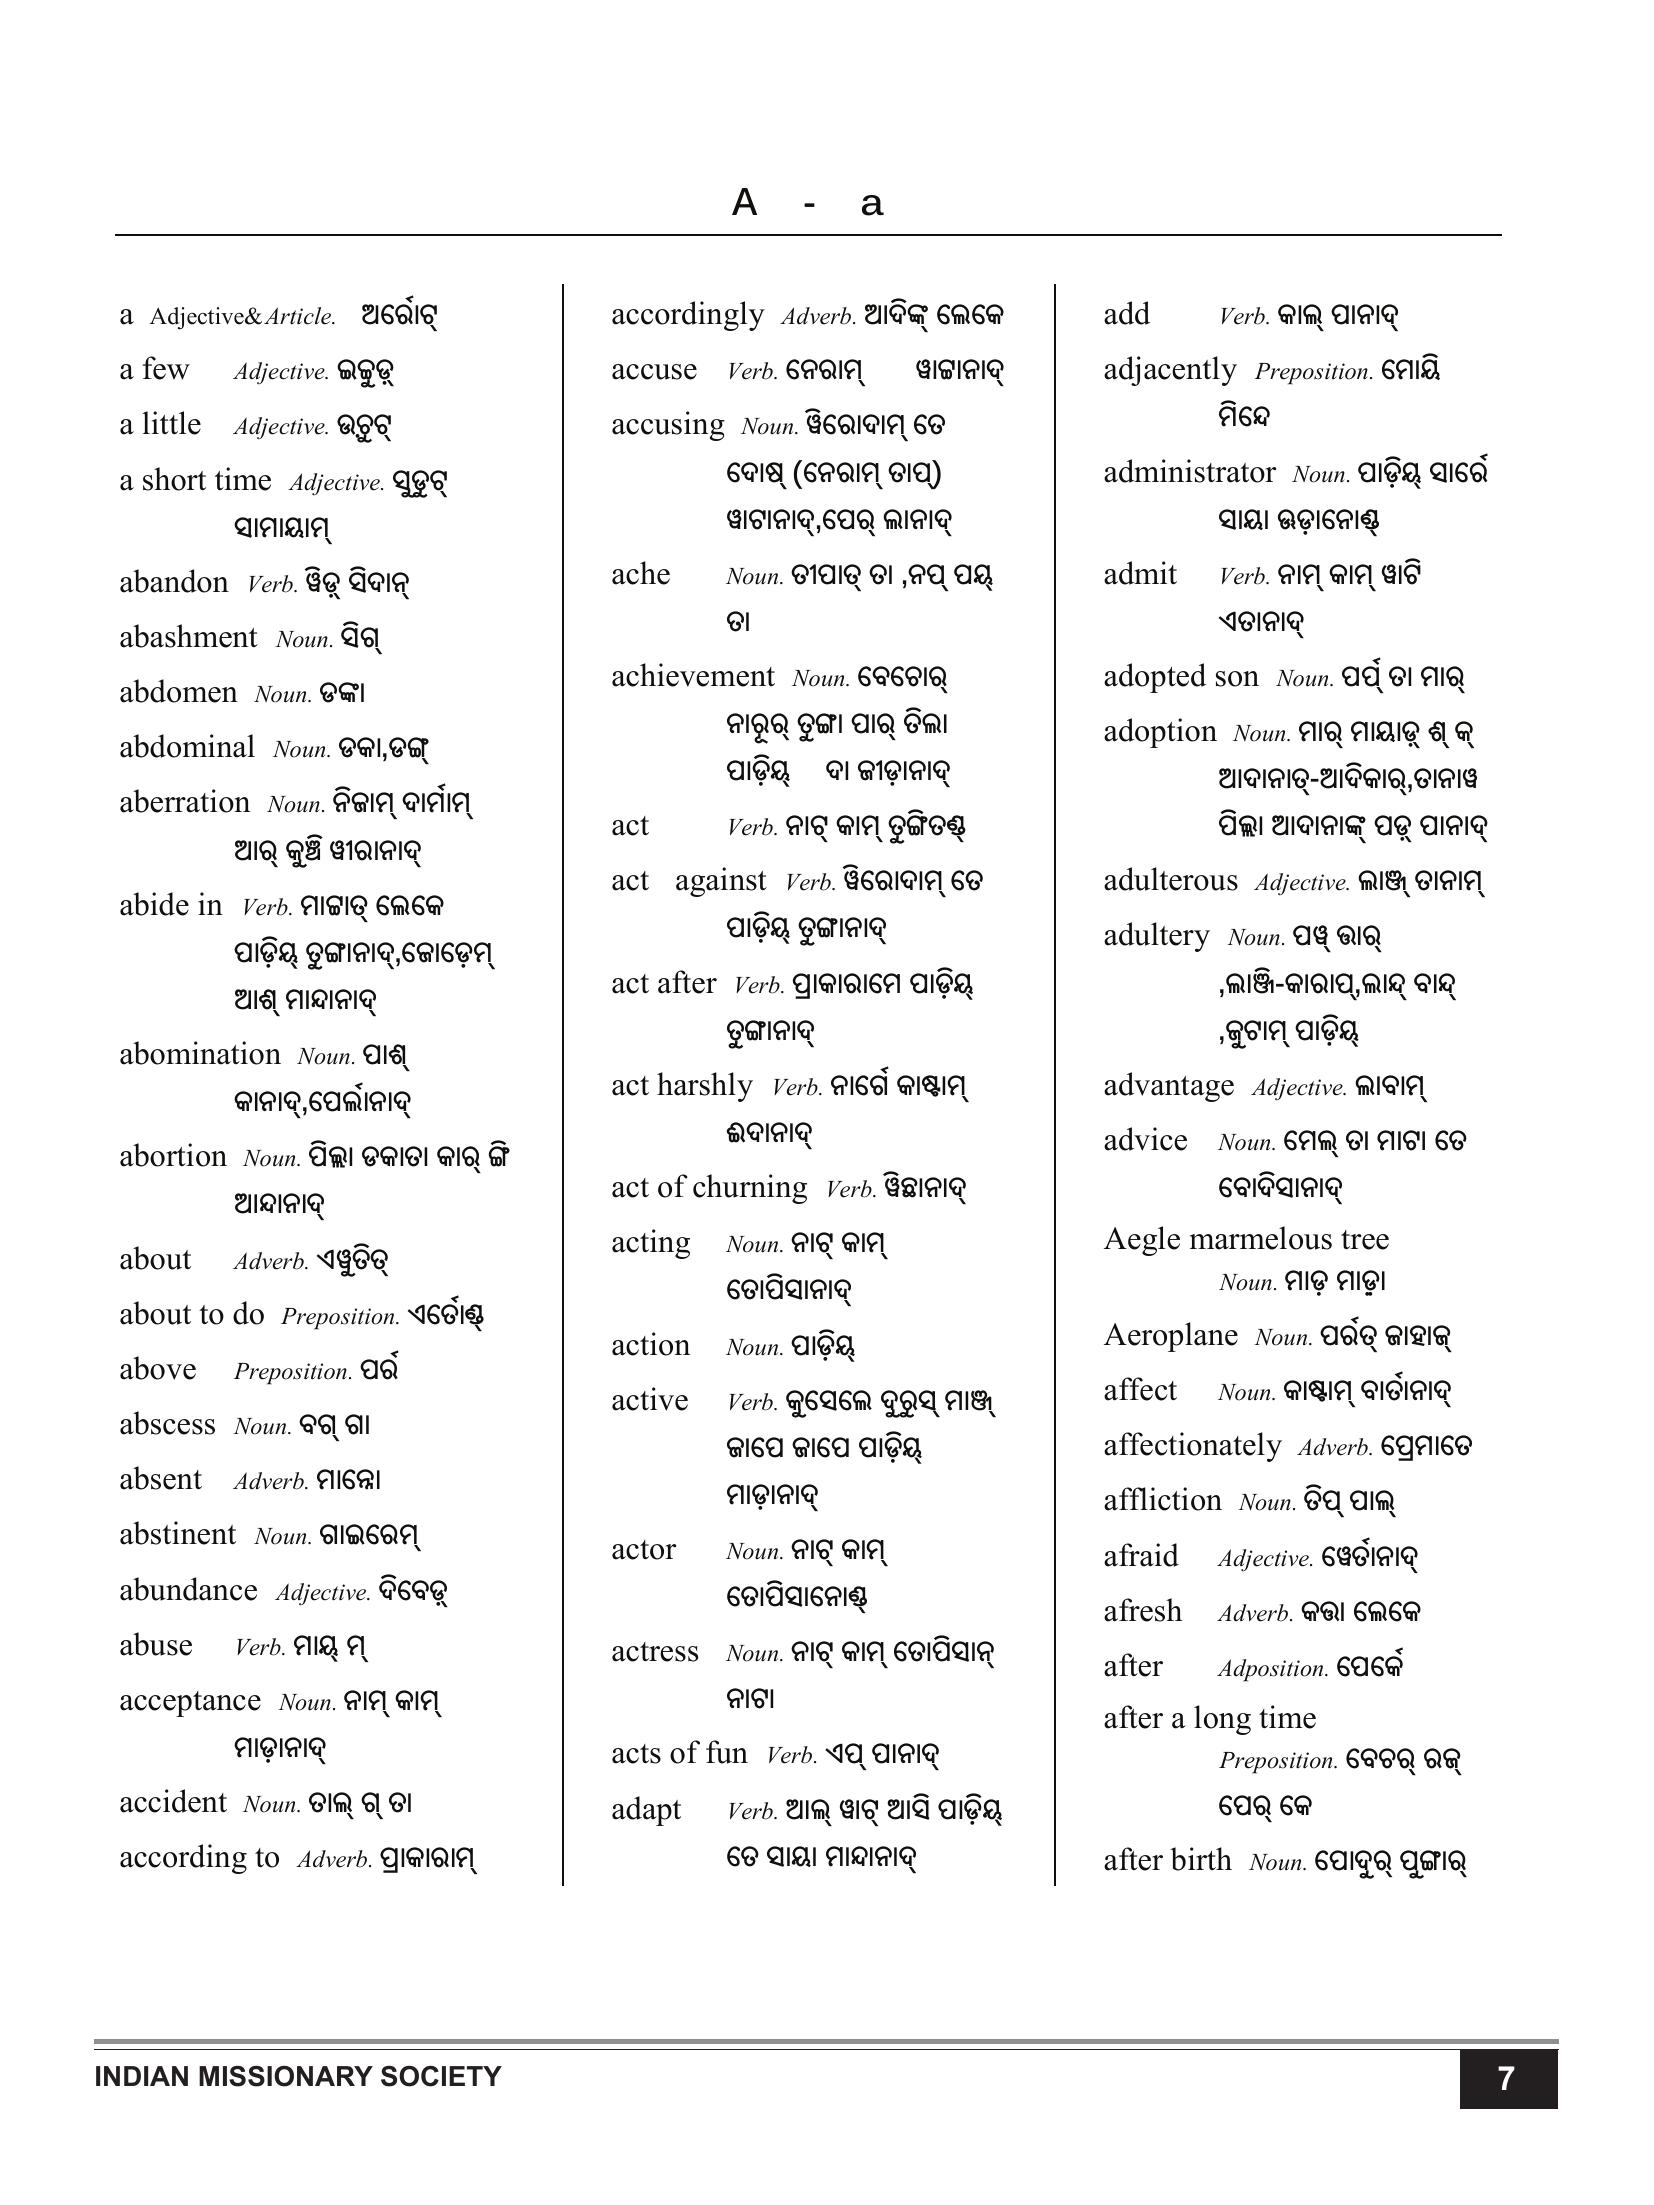 A - a
a Adjective&Article. ଅର୍ରୋଟ୍
a few Adjective. ଇଚ୍ଚୁଡ଼୍
a little Adjective. ଉଚୁଟ୍
a short time Adjective. ସୁଡୁଟ୍
ସାମାୟାମ୍
abandon Verb. ୱିଡ଼୍ ସିଦାନ୍
abashment Noun. ସିଗ୍
abdomen Noun. ଡଙ୍କା
abdominal Noun. ଡକା,ଡଙ୍ଗ୍
aberration Noun. ନିଜାମ୍ ଦାର୍ମାମ୍
ଆର୍ କୁଞ୍ଚି ୱୀରାନାଦ୍
abide in Verb. ମାଟ୍ଟାତ୍ ଲେକେ
ପାଡ଼ିୟ୍ ତୁଙ୍ଗାନାଦ୍,ଜୋଡ଼େମ୍
ଆଶ୍ ମାନ୍ଦାନାଦ୍
abomination Noun. ପାଶ୍
କାନାଦ୍,ପେର୍ଲାନାଦ୍
abortion Noun. ପିଲ୍ଲା ଡକାତା କାର୍ ଙ୍ଗି
ଆନ୍ଦାନାଦ୍
about Adverb. ଏୱୁତିତ୍
about to do Preposition. ଏର୍ତୋଣ୍ଡ୍
above Preposition. ପର୍ର
abscess Noun. ବଗ୍ ଗା
absent Adverb. ମାନ୍ନୋ
abstinent Noun. ଗାଇରେମ୍
abundance Adjective. ଦିବେଡ଼୍
abuse Verb. ମାୟ୍ ମ୍
acceptance Noun. ନାମ୍ କାମ୍
ମାଡ଼ାନାଦ୍
accident Noun. ତାଲ୍ ଗ୍ ତା
according to Adverb. ପ୍ରାକାରାମ୍
accordingly Adverb. ଆଦିଙ୍କ୍ ଲେକେ
accuse Verb. ନେରାମ୍ ୱାଟ୍ଟାନାଦ୍
accusing Noun. ୱିରୋଦାମ୍ ତେ
ଦୋଷ୍ (ନେରାମ୍ ତାପ୍)
ୱାଟାନାଦ୍,ପେର୍ ଲାନାଦ୍
ache Noun. ତୀପାତ୍ ତା ,ନପ୍ ପୟ୍
ତା
achievement Noun. ବେଚୋର୍
ନାରୂର୍ ତୁଙ୍ଗା ପାର୍ ତିଲା
ପାଡ଼ିୟ୍ ଦା ଜୀଡ଼ାନାଦ୍
act Verb. ନାଟ୍ କାମ୍ ତୁଙ୍ଗିତଣ୍ଡ୍
act against Verb. ୱିରୋଦାମ୍ ତେ
ପାଡ଼ିୟ୍ ତୁଙ୍ଗାନାଦ୍
act after Verb. ପ୍ରାକାରାମେ ପାଡ଼ିୟ୍
ତୁଙ୍ଗାନାଦ୍
act harshly Verb. ନାର୍ଗେ କାଷ୍ଟାମ୍
ଈଦାନାଦ୍
act of churning Verb. ୱିଛାନାଦ୍
acting Noun. ନାଟ୍ କାମ୍
ତୋପିସାନାଦ୍
action Noun. ପାଡ଼ିୟ୍
active Verb. କୁସେଲେ ଦୁରୁସ୍ ମାଞ୍ଜ୍
ଜାପେ ଜାପେ ପାଡ଼ିୟ୍
ମାଡ଼ାନାଦ୍
actor Noun. ନାଟ୍ କାମ୍
ତୋପିସାନୋଣ୍ଡ୍
actress Noun. ନାଟ୍ କାମ୍ ତୋପିସାନ୍
ନାଟା
acts of fun Verb. ଏପ୍ ପାନାଦ୍
adapt Verb. ଆଲ୍ ୱାଟ୍ ଆସି ପାଡ଼ିୟ୍
ତେ ସାୟା ମାନ୍ଦାନାଦ୍
add Verb. କାଲ୍ ପାନାଦ୍
adjacently Preposition. ମୋୟି
ମିନ୍ଦେ
administrator Noun. ପାଡ଼ିୟ୍ ସାର୍ରେ
ସାୟା ଊଡ଼ାନୋଣ୍ଡ୍
admit Verb. ନାମ୍ କାମ୍ ୱାଟି
ଏତାନାଦ୍
adopted son Noun. ପର୍ପ୍ ତା ମାର୍
adoption Noun. ମାର୍ ମାୟାଡ଼୍ ଶ୍ କ୍
ଆଦାନାତ୍-ଆଦିକାର୍,ତାନାୱ
ପିଲ୍ଲା ଆଦାନାଙ୍କ୍ ପଡ଼୍ ପାନାଦ୍
adulterous Adjective. ଲାଞ୍ଜ୍ ତାନାମ୍
adultery Noun. ପୱ୍ ତ୍ତାର୍
,ଲାଞ୍ଜି-କାରାପ୍,ଲାନ୍ଦ୍ ବାନ୍ଦ୍
,ଜୁଟାମ୍ ପାଡ଼ିୟ୍
advantage Adjective. ଲାବାମ୍
advice Noun. ମେଲ୍ ତା ମାଟା ତେ
ବୋଦିସାନାଦ୍
Aegle marmelous tree
Noun. ମାଡ଼ ମାଡ଼ା
Aeroplane Noun. ପର୍ରତ୍ ଜାହାଜ୍
affect Noun. କାଷ୍ଟାମ୍ ବାର୍ତାନାଦ୍
affectionately Adverb. ପ୍ରେମାତେ
affliction Noun. ତିପ୍ ପାଲ୍
afraid Adjective. ୱେର୍ତାନାଦ୍
afresh Adverb. କତ୍ତା ଲେକେ
after Adposition. ପେର୍କେ
after a long time
Preposition. ବେଚର୍ ରଜ୍
ପେର୍ କେ
after birth Noun. ପୋଦୁର୍ ପୁଙ୍ଗାର୍
INDIAN MISSIONARY SOCIETY
7